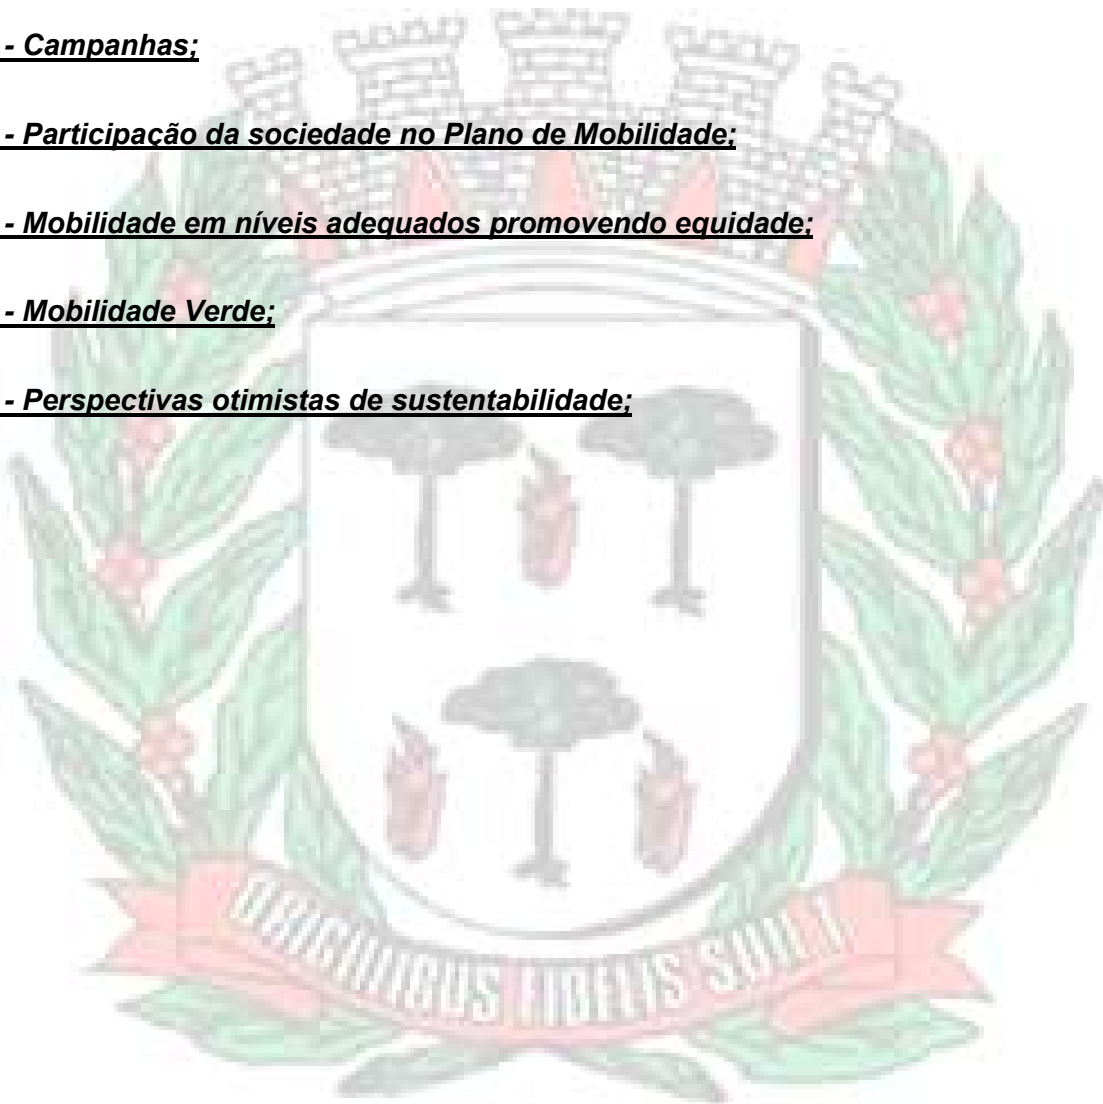 - Campanhas;
- Participação da sociedade no Plano de Mobilidade;
- Mobilidade em níveis adequados promovendo equidade;
- Mobilidade Verde;
- Perspectivas otimistas de sustentabilidade;
FIDELIS